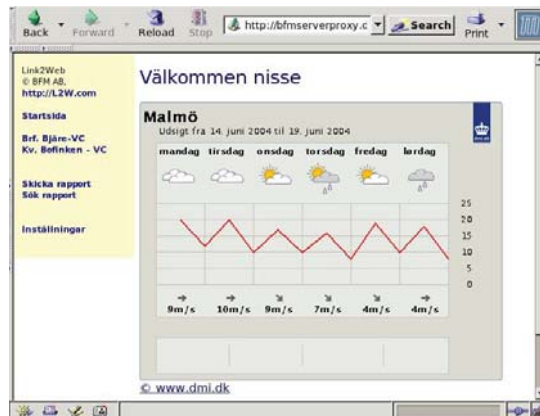 Back
Forward
Reload
Stop
http://bfmserverproxy.c
Search
Print
Link2Web
© BFM AB.
http://L2W.com
Startsida
Brf. Bjäre-VC
Kv. Bofinken - VC
Skicka rapport
Sök rapport
Inställningar
Välkommen nisse
Malmö
Udsigt fra 14. juni 2004 til 19. juni 2004
mandag tirsdag onsdag torsdag fredag lørdag
25
20
15
10
5
0
9m/s 10m/s 9m/s 7m/s 4m/s 4m/s
© www.dmi.dk